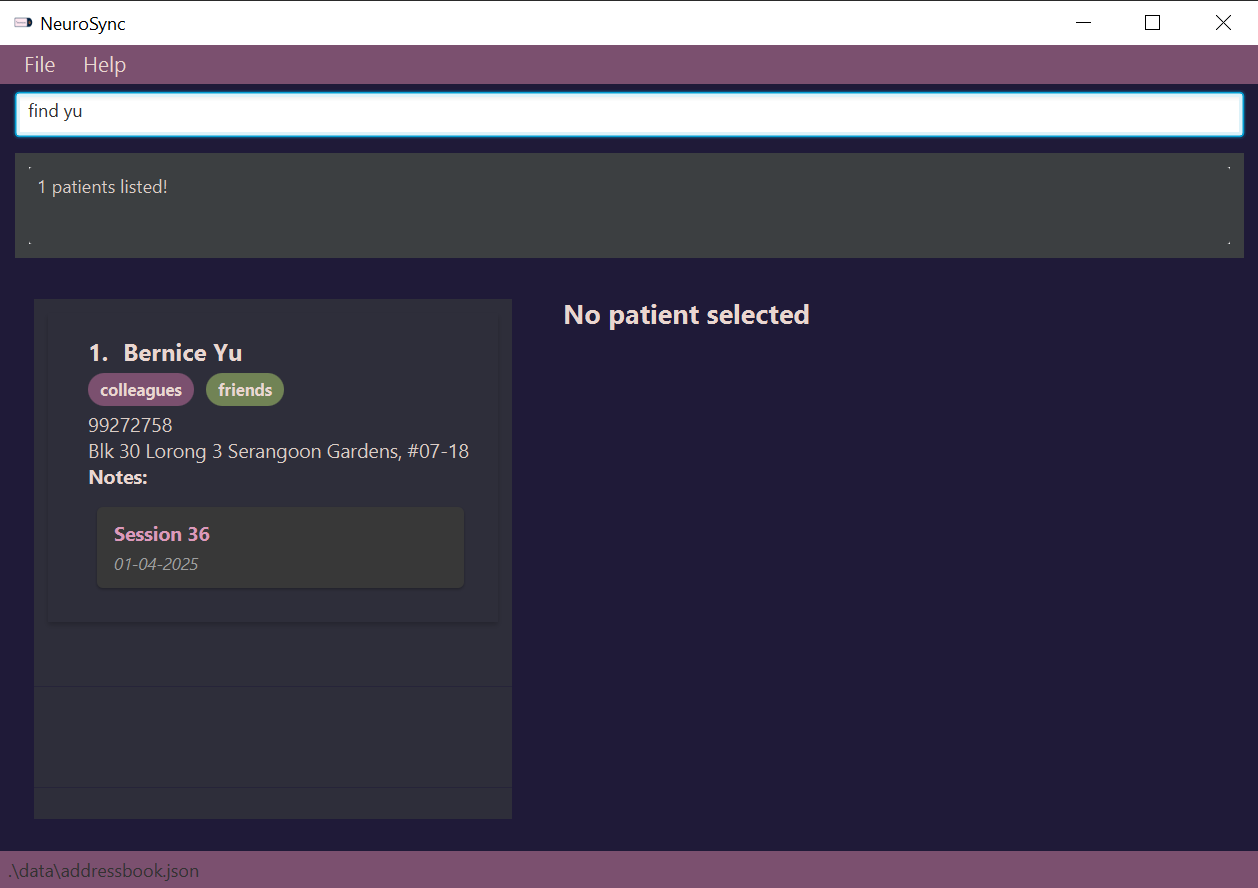 NeuroSync
File Help
find yu
1 patients listed!
1. Bernice Yu
colleagues friends
99272758
Blk 30 Lorong 3 Serangoon Gardens, #07-18
Notes:
Session 36
01-04-2025
No patient selected
.\data\addressbook.json